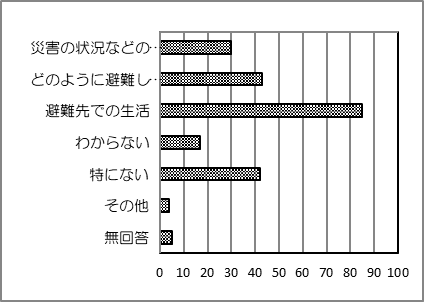 災害の状況などの…
どのように避難し…
避難先での生活
わからない
特にない
その他
無回答
0 10 20 30 40 50 60 70 80 90 100